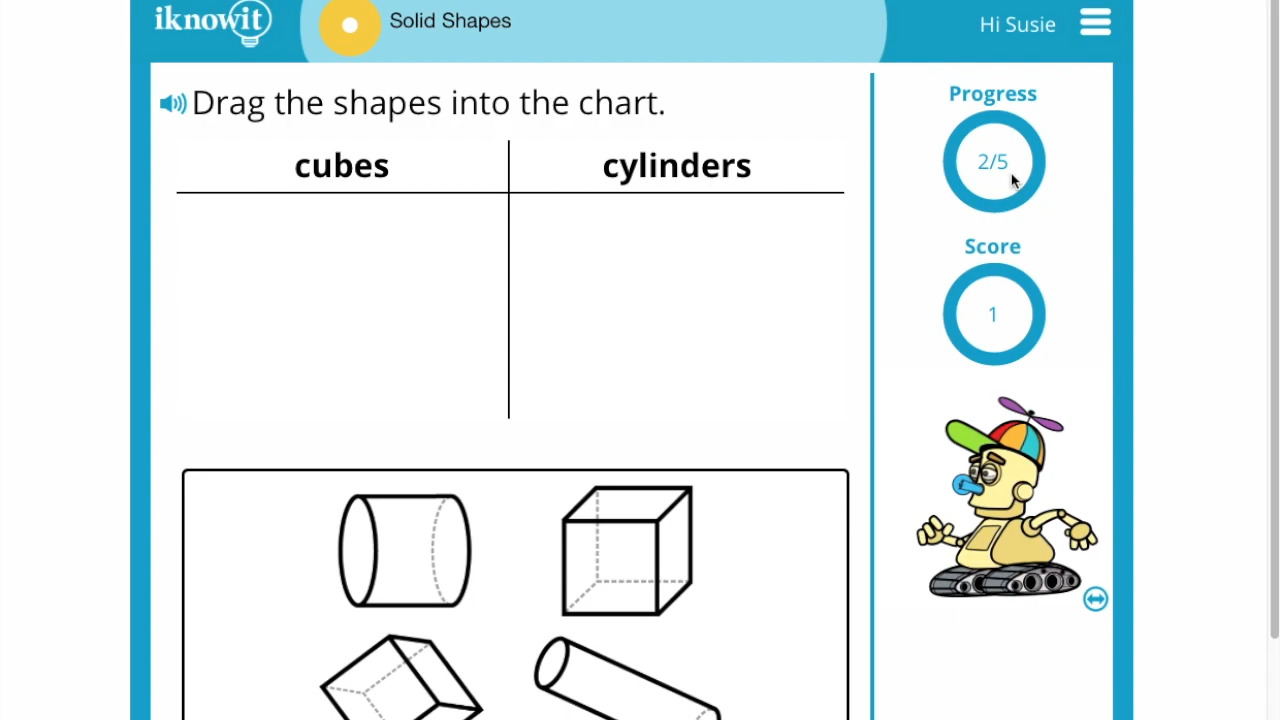 iknowit
Solid Shapes
Hi Susie
Drag the shapes into the chart.
cubes
cylinders
Progress
2/5
Score
1